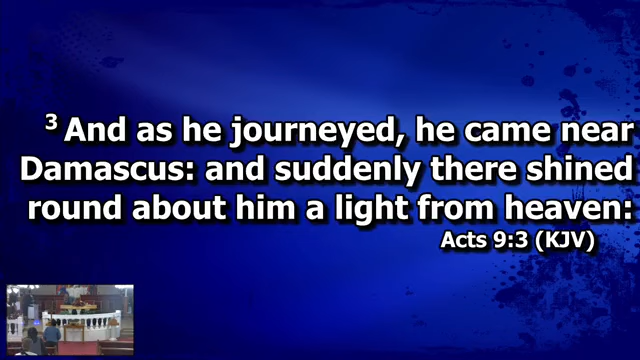 3 And as he journeyed, he came near
Damascus: and suddenly there shined
round about him a light from heaven:
Acts 9:3 (KJV)